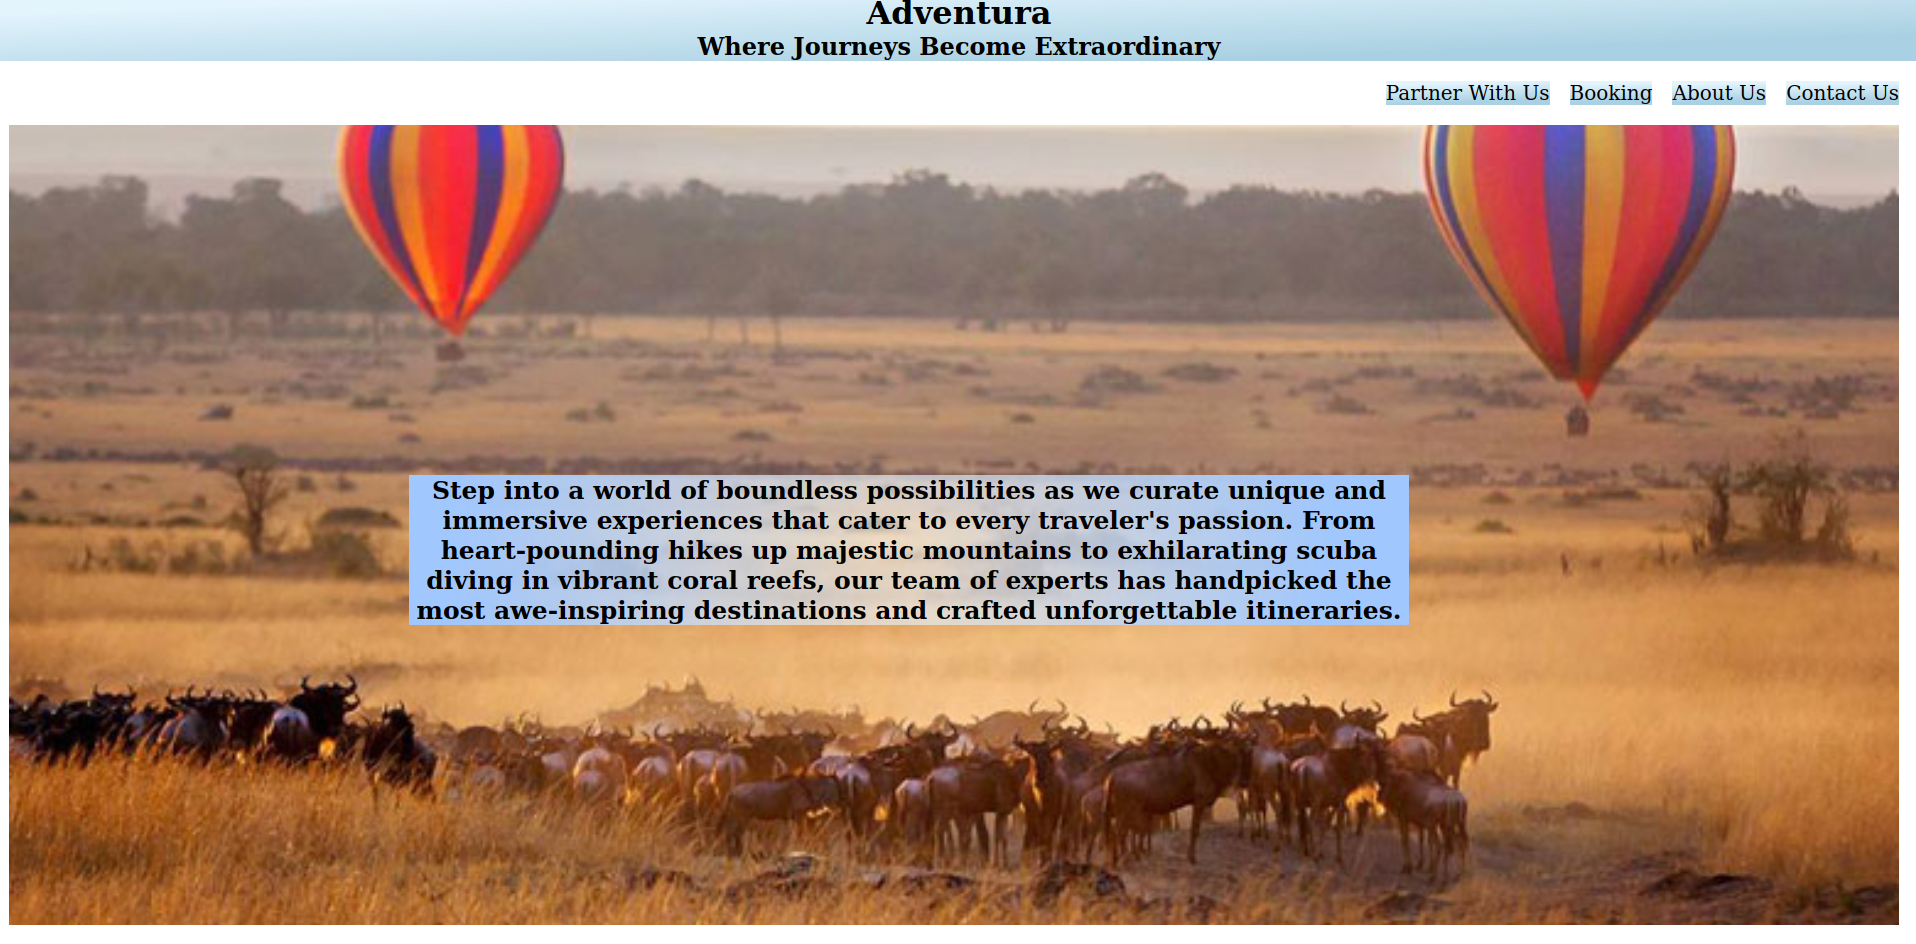 Adventura
Where Journeys Become Extraordinary
Partner With Us Booking About Us Contact Us
Step into a world of boundless possibilities as we curate unique and
immersive experiences that cater to every traveler's passion. From
heart-pounding hikes up majestic mountains to exhilarating scuba
diving in vibrant coral reefs, our team of experts has handpicked the
most awe-inspiring destinations and crafted unforgettable itineraries.